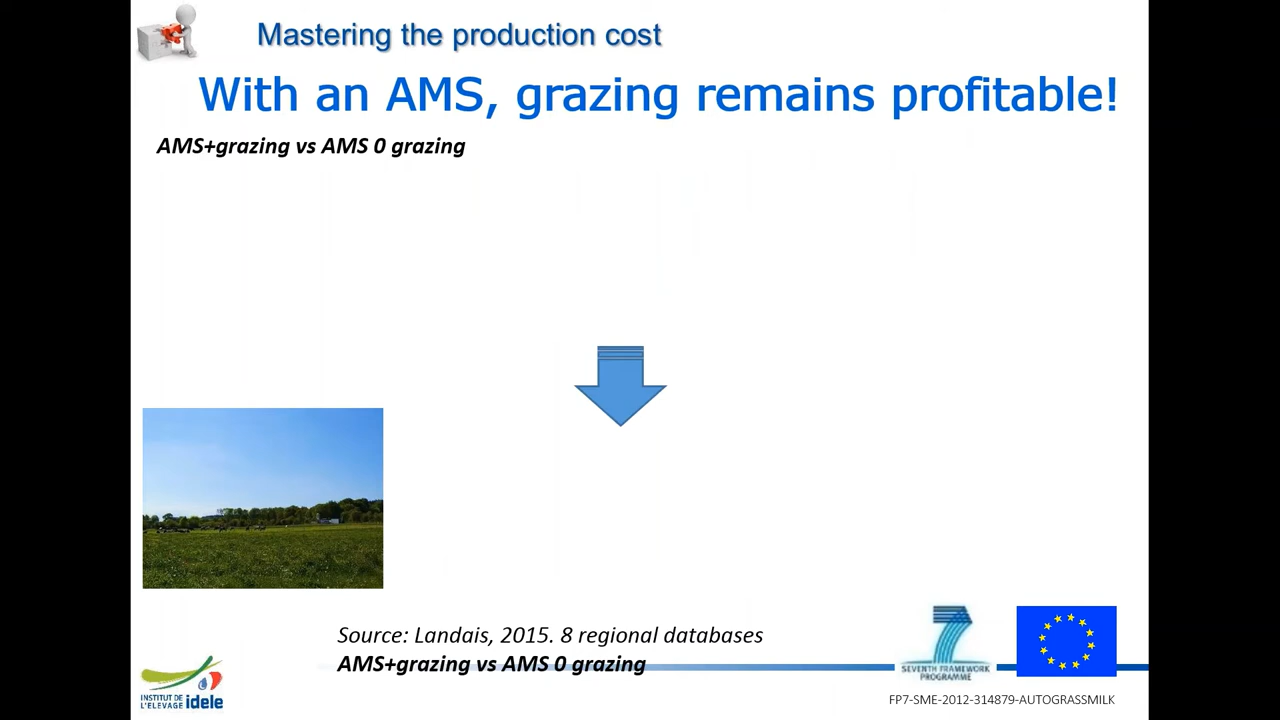 Mastering the production cost
With an AMS, grazing remains profitable!
AMS+grazing vs AMS 0 grazing
Source: Landais, 2015. 8 regional databases
AMS+grazing vs AMS 0 grazing
7
SEVENTH FRAMEWORK
PROGRAMME
INSTITUT DE
L'ELEVAGE idele
FP7-SME-2012-314879-AUTOGRASSMILK